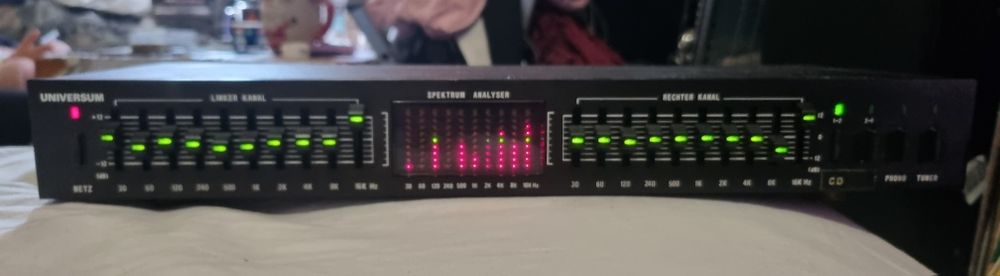 UNIVERSUM
LINKER KANAL
SPEKTRUM ANALYSER
RECHTER KANAL
+12
-12
(dB)
NETZ
30 60 120 240 500 1K 2K 4K 8K 16K Hz
30 60 120 240 500 1K 2K 4K 8K 16K Hz
30 60 120 240 500 1K 2K 4K 8K 16K Hz
+12
0
-12
(dB)
CD
PHONO
TUNER